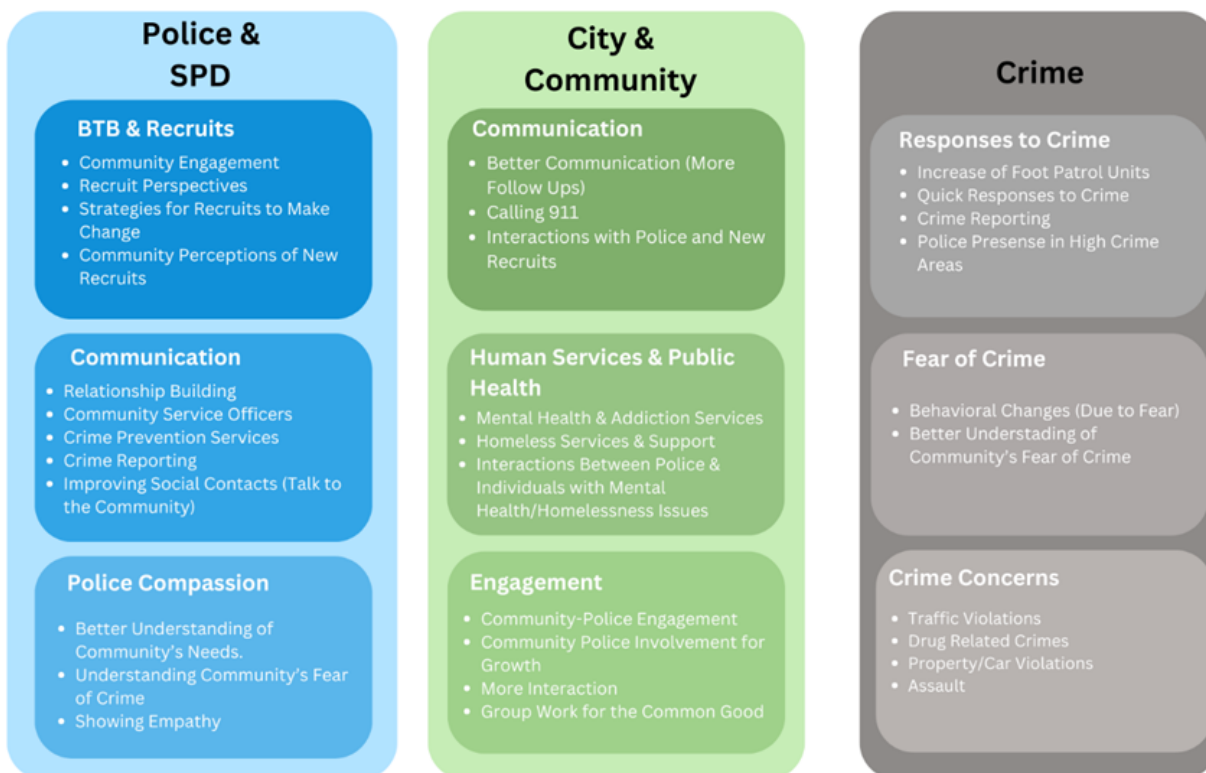 Police &
SPD
BTB & Recruits
• Community Engagement
• Recruit Perspectives
• Strategies for Recruits to Make
Change
• Community Perceptions of New
Recruits
Communication
• Relationship Building
• Community Service Officers
• Crime Prevention Services
• Crime Reporting
• Improving Social Contacts (Talk to
the Community)
Police Compassion
• Better Understanding of
Community’s Needs.
• Understanding Community’s Fear
of Crime
• Showing Empathy
City &
Community
Communication
• Better Communication (More
Follow Ups)
• Calling 911
• Interactions with Police and New
Recruits
Human Services & Public
Health
• Mental Health & Addiction Services
• Homeless Services & Support
• Interactions Between Police &
Individuals with Mental
Health/Homelessness Issues
Engagement
• Community-Police Engagement
• Community Police Involvement for
Growth
• More Interaction
• Group Work for the Common Good
Crime
Responses to Crime
• Increase of Foot Patrol Units
• Quick Responses to Crime
• Crime Reporting
• Police Presense in High Crime
Areas
Fear of Crime
• Behavioral Changes (Due to Fear)
• Better Understading of
Community’s Fear of Crime
Crime Concerns
• Traffic Violations
• Drug Related Crimes
• Property/Car Violations
• Assault